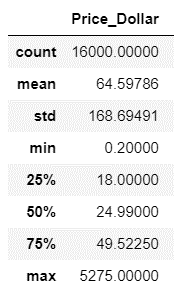 Price_Dollar
count 16000.00000
mean 64.59786
std 168.69491
min 0.20000
25% 18.00000
50% 24.99000
75% 49.52250
max 5275.00000